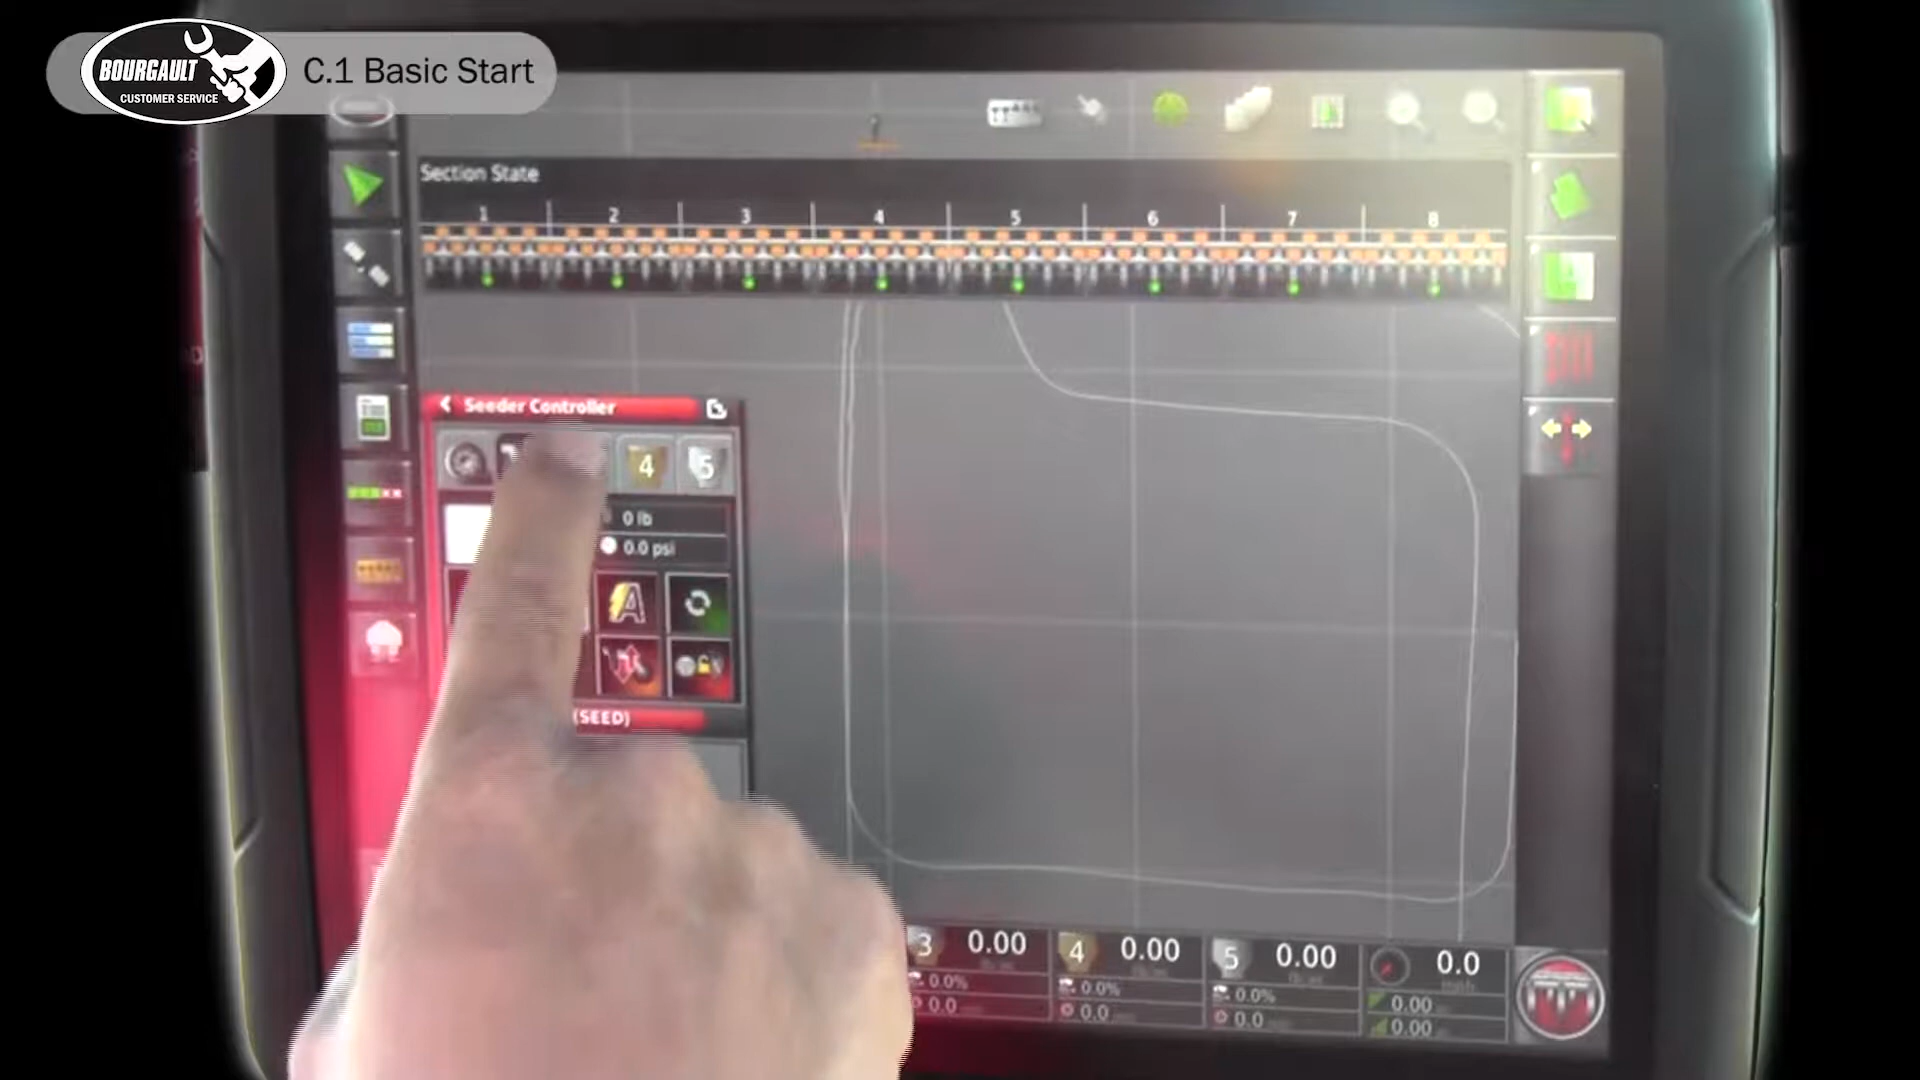 BOURGAULT
CUSTOMER SERVICE
C.1 Basic Start
Section State
1 2 3 4 5 6 7 8
Seeder Controller
4 5
0 lb
0.0 psi
A
(SEED)
3 0.00
0.0%
0.0
4 0.00
0.0%
0.0
5 0.00
0.0%
0.0
0.0
mph
0.00
0.00